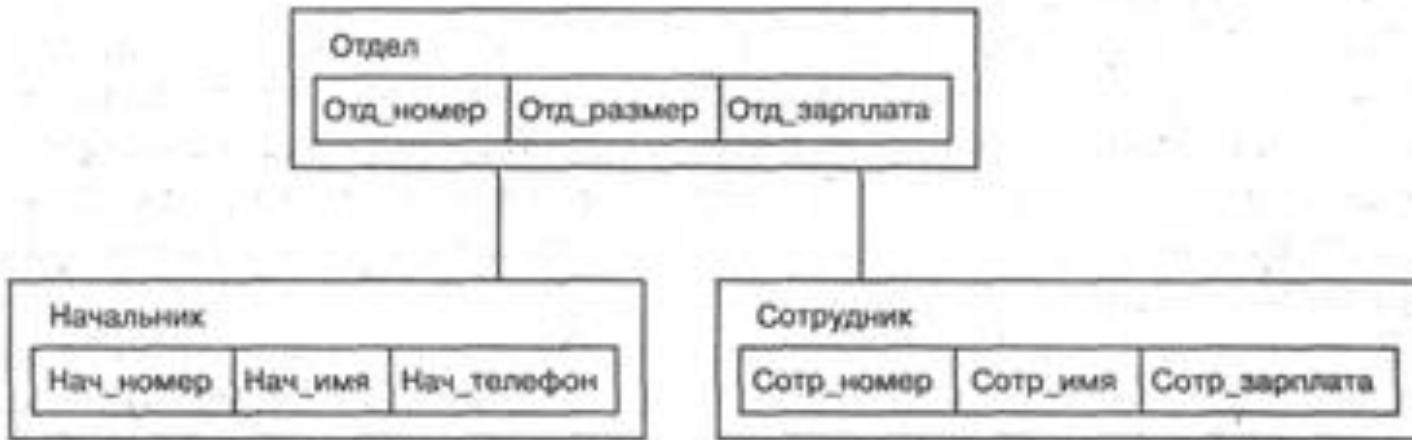 Отдел
Отд_номер Отд_размер Отд_зарплата
Начальник
Нач_номер Нач_имя Нач_телефон
Сотрудник
Сотр_номер Сотр_имя Сотр_зарплата